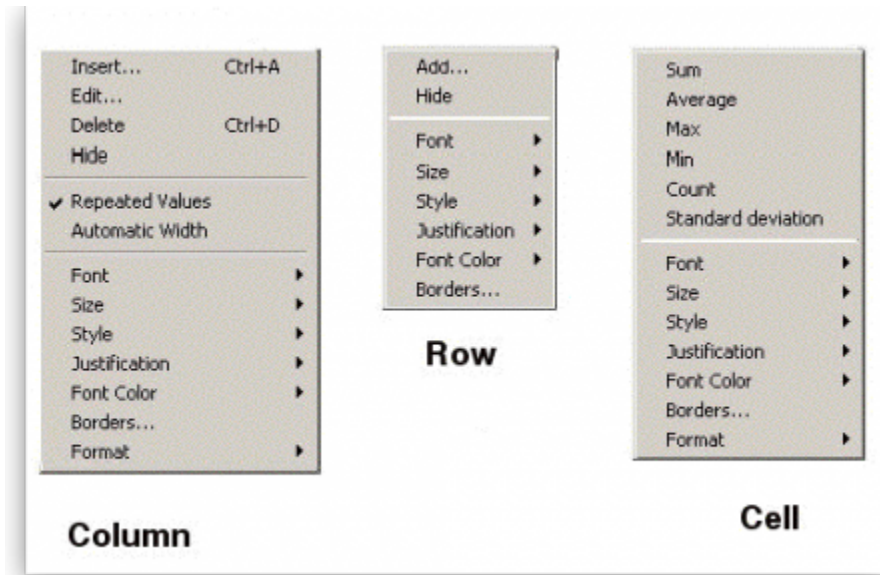 Insert... Ctrl+A
Edit...
Delete Ctrl+D
Hide
Repeated Values
Automatic Width
Font
Size
Style
Justification
Font Color
Borders...
Format
Column
Add...
Hide
Font
Size
Style
Justification
Font Color
Borders...
Row
Sum
Average
Max
Min
Count
Standard deviation
Font
Size
Style
Justification
Font Color
Borders...
Format
Cell